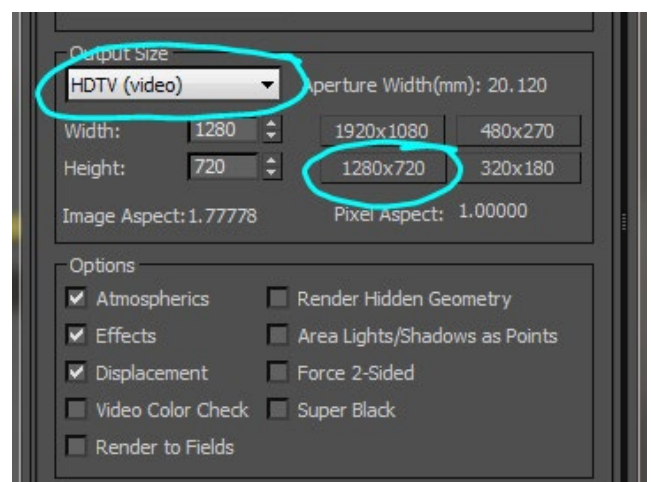 Output Size
HDTV (video) Aperture Width(mm): 20.120
Width: 1280 1920x1080 480x270
Height: 720 1280x720 320x180
Image Aspect:1.77778 Pixel Aspect: 1.00000
Options
Atmospherics Render Hidden Geometry
Effects Area Lights/Shadows as Points
Displacement Force 2-Sided
Video Color Check Super Black
Render to Fields